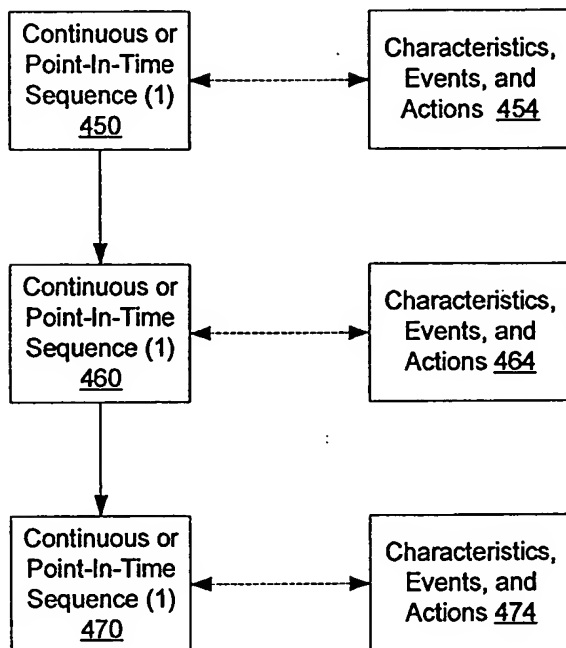 Continuous or
Point-In-Time
Sequence (1)
450
Characteristics,
Events, and
Actions 454
Continuous or
Point-In-Time
Sequence (1)
460
Characteristics,
Events, and
Actions 464
Continuous or
Point-In-Time
Sequence (1)
470
Characteristics,
Events, and
Actions 474